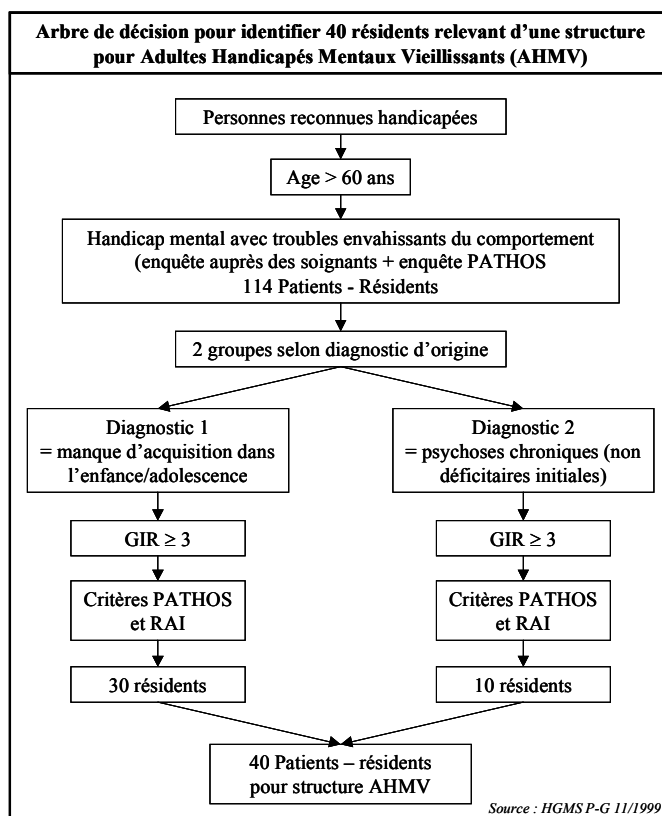 Arbre de décision pour identifier 40 résidents relevant d'une structure
pour Adultes Handicapés Mentaux Vieillissants (AHMV)
Personnes reconnues handicapées
Age > 60 ans
Handicap mental avec troubles envahissants du comportement
(enquête auprès des soignants + enquête PATHOS
114 Patients - Résidents
2 groupes selon diagnostic d'origine
Diagnostic 1
= manque d'acquisition dans
l'enfance/adolescence
Diagnostic 2
= psychoses chroniques (non
déficitaires initiales)
GIR ≥ 3
GIR ≥ 3
Critères PATHOS
et RAI
Critères PATHOS
et RAI
30 résidents
10 résidents
40 Patients – résidents
pour structure AHMV
Source : HGMS P-G 11/1999